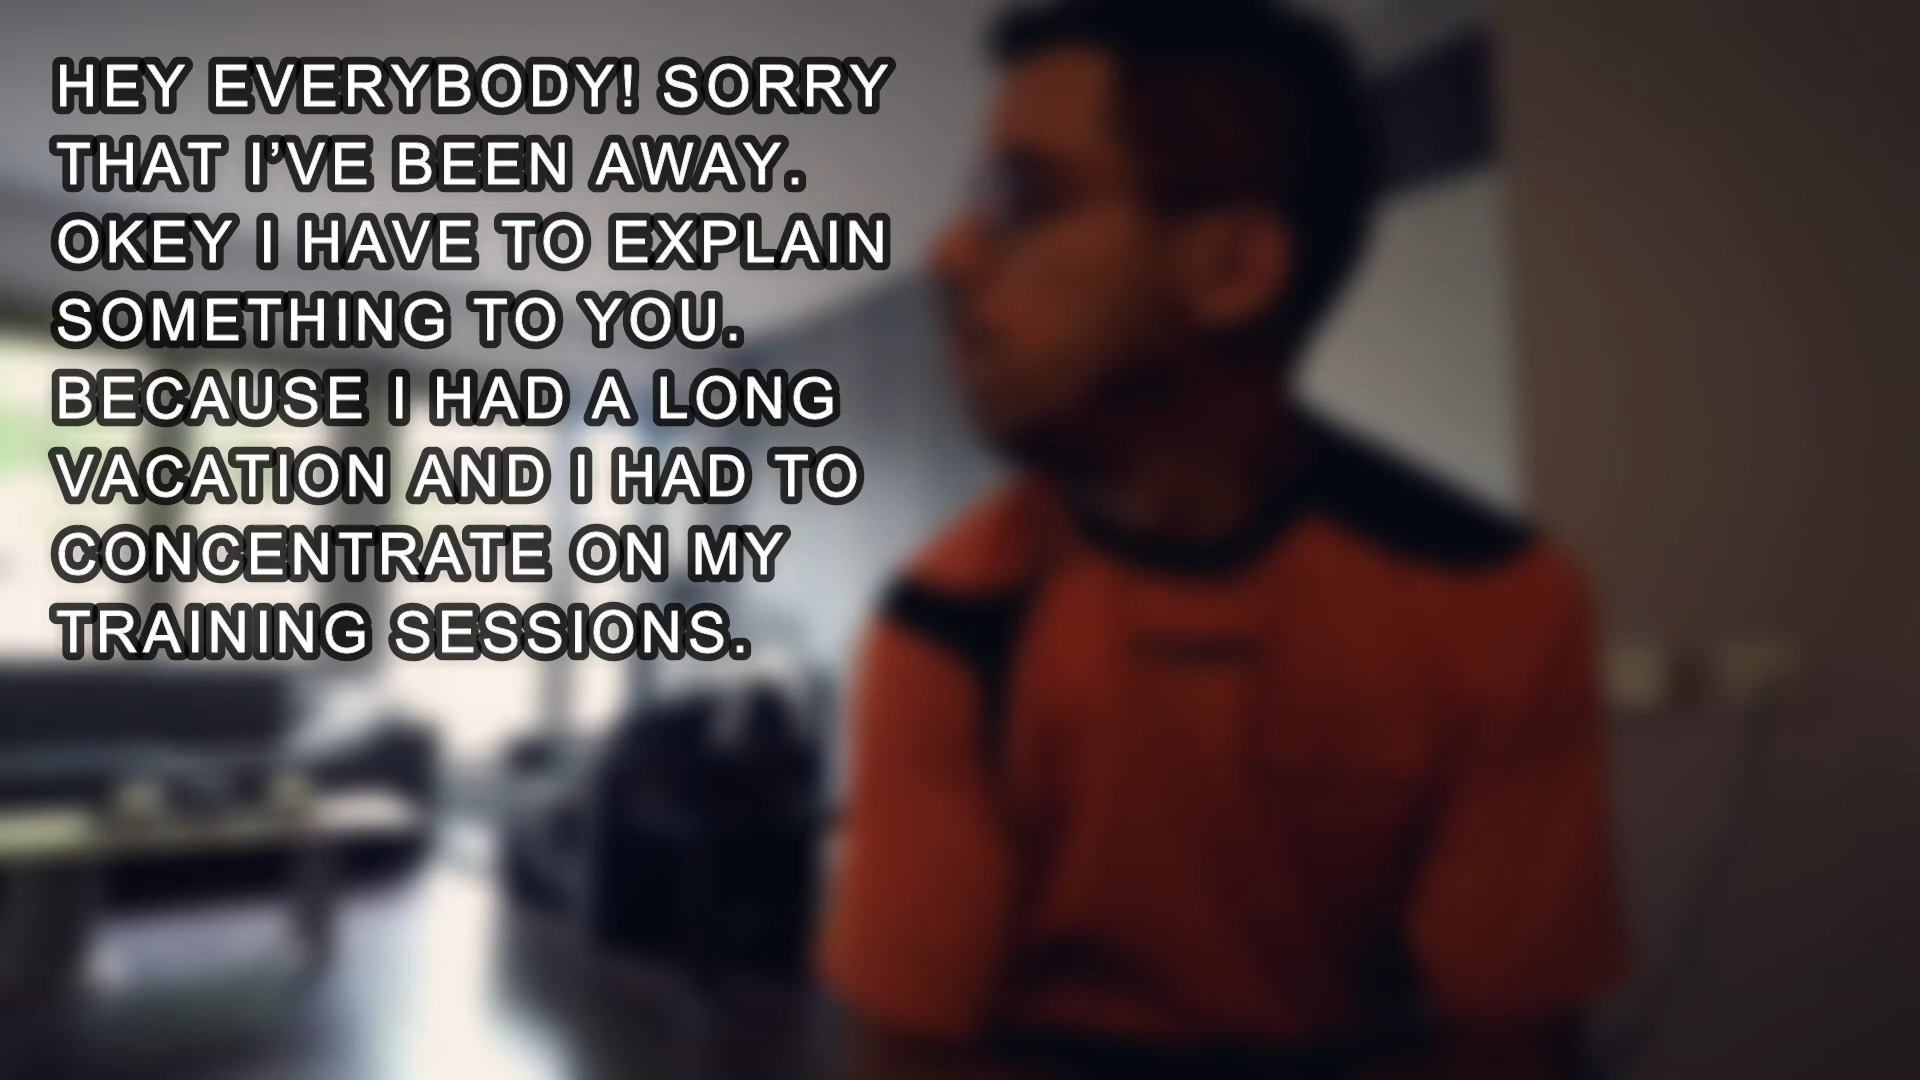 HEY EVERYBODY! SORRY
THAT I’VE BEEN AWAY.
OKEY I HAVE TO EXPLAIN
SOMETHING TO YOU.
BECAUSE I HAD A LONG
VACATION AND I HAD TO
CONCENTRATE ON MY
TRAINING SESSIONS.